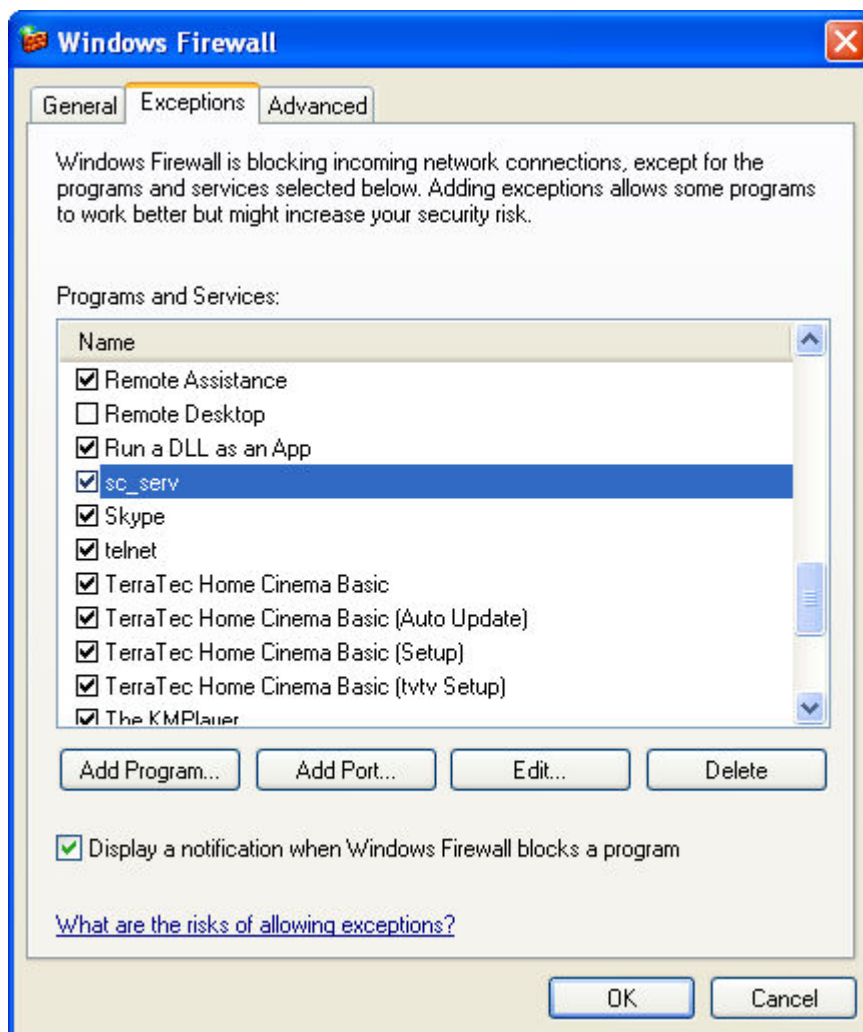 Windows Firewall
General Exceptions Advanced
Windows Firewall is blocking incoming network connections, except for the
programs and services selected below. Adding exceptions allows some programs
to work better but might increase your security risk.
Programs and Services:
Name
Remote Assistance
Remote Desktop
Run a DLL as an App
sc_serv
Skype
telnet
TerraTec Home Cinema Basic
TerraTec Home Cinema Basic (Auto Update)
TerraTec Home Cinema Basic (Setup)
TerraTec Home Cinema Basic (tvtv Setup)
The KMPlayer
Add Program... Add Port... Edit... Delete
Display a notification when Windows Firewall blocks a program
What are the risks of allowing exceptions?
OK Cancel